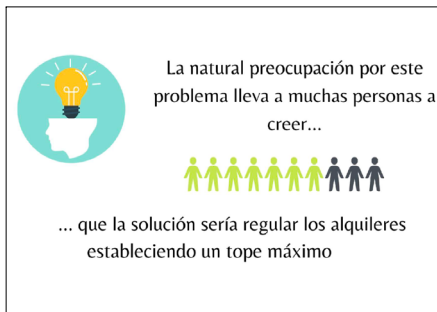 La natural preocupación por este
problema lleva a muchas personas a
creer...
... que la solución sería regular los alquileres
estableciendo un tope máximo